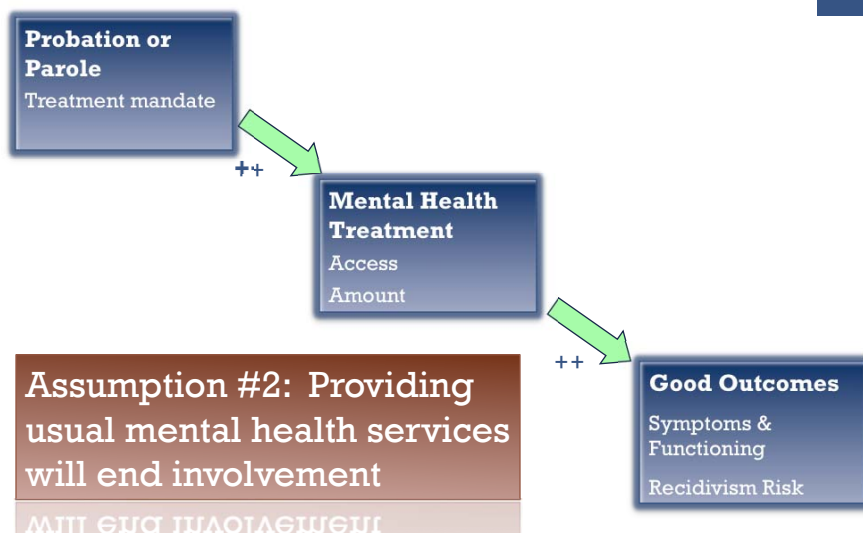 Probation or
Parole
Treatment mandate
++
Mental Health
Treatment
Access
Amount
++
Assumption #2: Providing
usual mental health services
will end involvement
Good Outcomes
Symptoms &
Functioning
Recidivism Risk